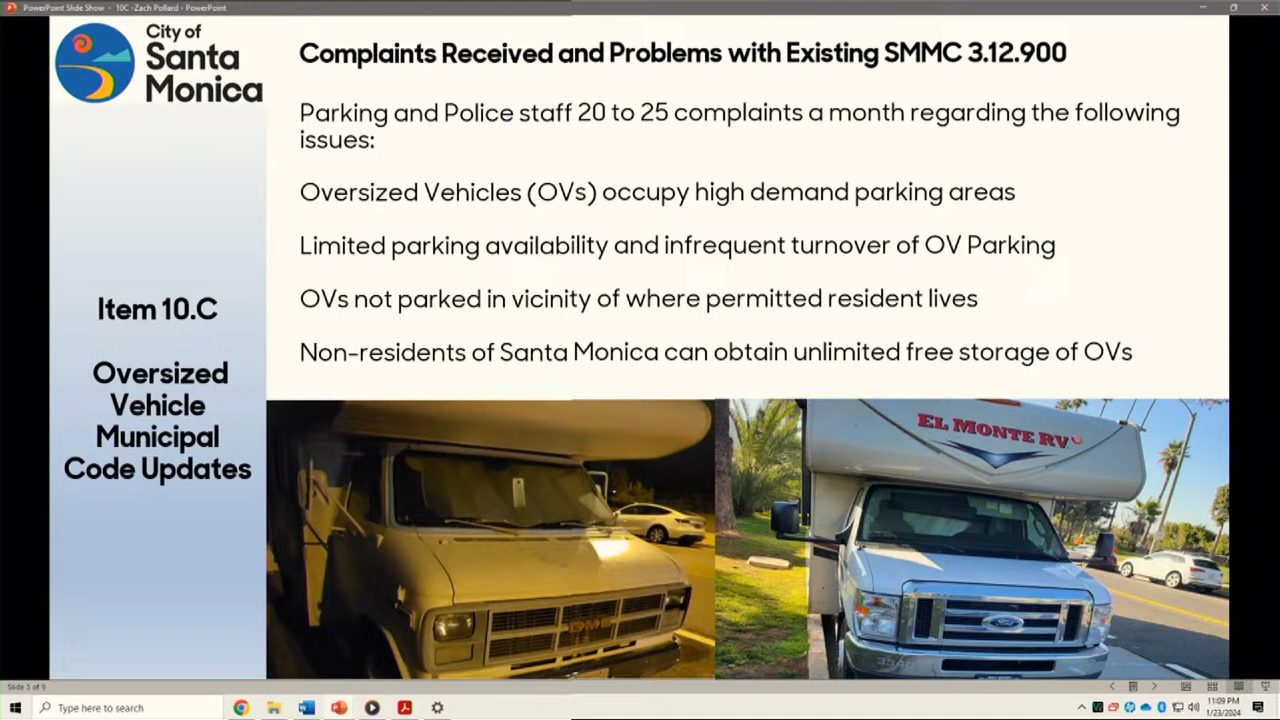 PowerPoint Slide Show - 10C -Zach Pollard - PowerPoint
City of
Santa
Monica
Complaints Received and Problems with Existing SMMC 3.12.900
Parking and Police staff 20 to 25 complaints a month regarding the following
issues:
Oversized Vehicles (OVs) occupy high demand parking areas
Limited parking availability and infrequent turnover of OV Parking
OVs not parked in vicinity of where permitted resident lives
Non-residents of Santa Monica can obtain unlimited free storage of OVs
Item 10.C
Oversized
Vehicle
Municipal
Code Updates
EL MONTE RV
GMC
Ford
Type here to search
11:09 PM
1/23/2024